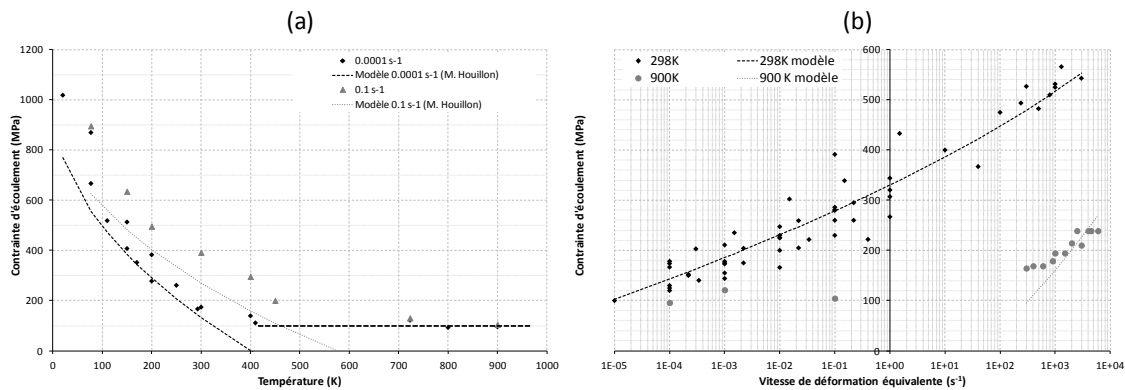 (a)
Contrainte d'écoulement (MPa)
1200
1000
800
600
400
200
0
0 100 200 300 400 500 600 700 800 900 1000
Température (K)
0.0001 s-1
Modèle 0.0001 s-1 (M. Houillon)
0.1 s-1
Modèle 0.1 s-1 (M. Houillon)
(b)
298K
298K modèle
900K
900 K modèle
Contrainte d'écoulement (MPa)
600
500
400
300
200
100
0
1E-05 1E-04 1E-03 1E-02 1E-01 1E+00 1E+01 1E+02 1E+03 1E+04
Vitesse de déformation équivalente (s-1)